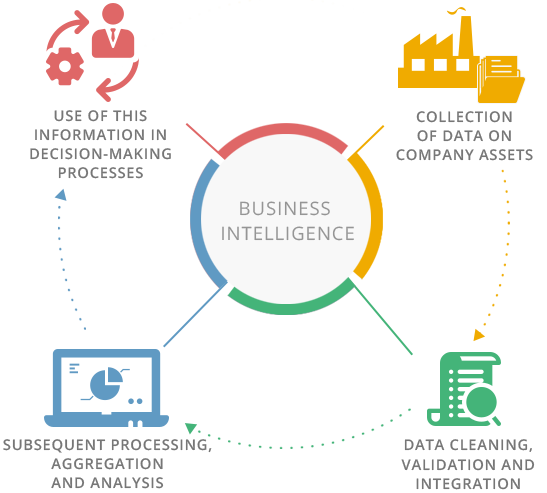 USE OF THIS
INFORMATION IN
DECISION-MAKING
PROCESSES
COLLECTION
OF DATA ON
COMPANY ASSETS
BUSINESS
INTELLIGENCE
SUBSEQUENT PROCESSING,
AGGREGATION
AND ANALYSIS
DATA CLEANING,
VALIDATION AND
INTEGRATION